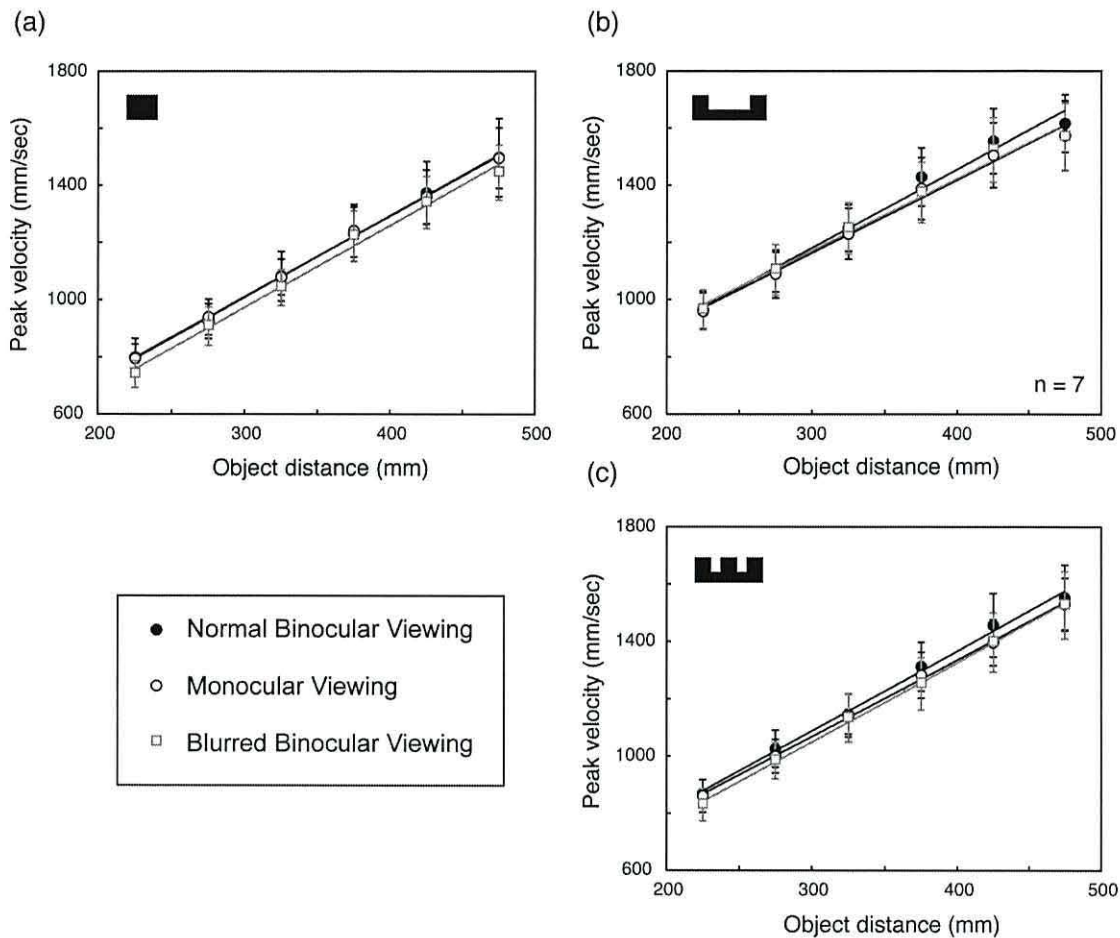 (a)
1800
1400
1000
600
Peak velocity (mm/sec)
200 300 400 500
Object distance (mm)
(b)
1800
1400
1000
600
Peak velocity (mm/sec)
n = 7
200 300 400 500
Object distance (mm)
(c)
1800
1400
1000
600
Peak velocity (mm/sec)
200 300 400 500
Object distance (mm)
Normal Binocular Viewing
Monocular Viewing
Blurred Binocular Viewing